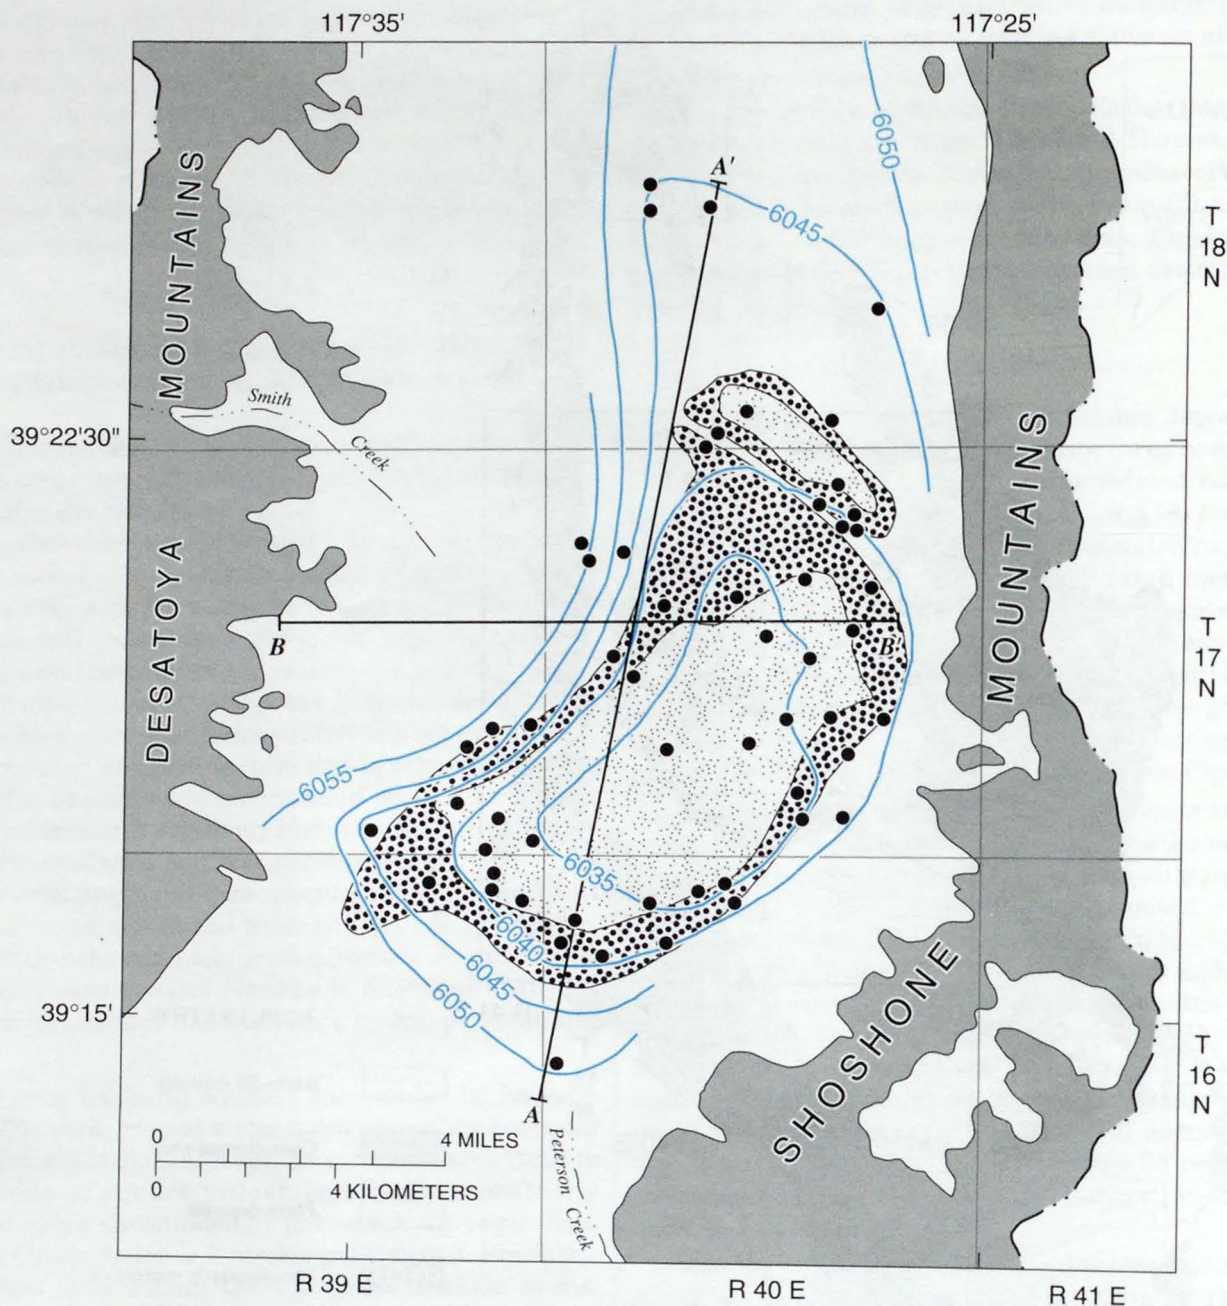 117°35'
117°25'
A'
6050
6045
T
18
N
MOUNTAINS
Smith
Creek
39°22'30"
MOUNTAINS
DESATOYA
B
B'
T
17
N
6055
6035
6040
6045
6050
39°15'
SHOSHONE
T
16
N
A
Peterson Creek
0
4 MILES
0
4 KILOMETERS
R 39 E
R 40 E
R 41 E